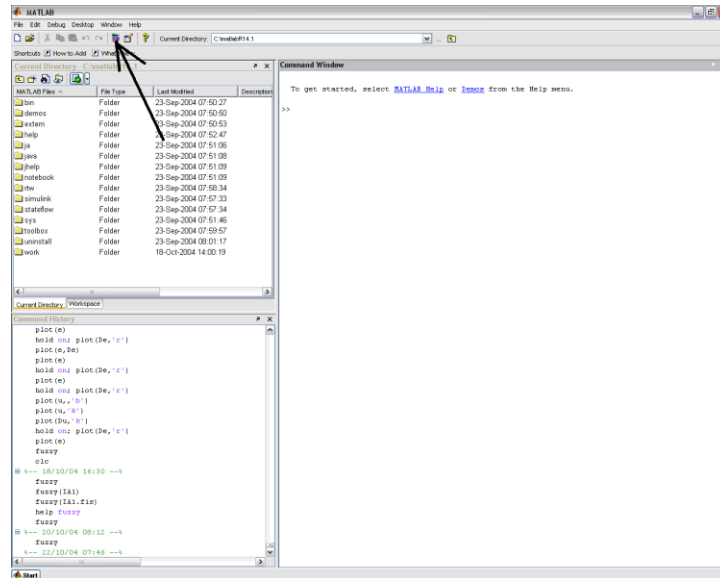 MATLAB
File Edit Debug Desktop Window Help
Current Directory: C:\matlabR14.1
Shortcuts How to Add What's
Current Directory - C:\matlabR14.1
MATLAB Files File Type Last Modified Description
bin Folder 23-Sep-2004 07:50:27
demos Folder 23-Sep-2004 07:50:50
extern Folder 23-Sep-2004 07:50:53
help Folder 23-Sep-2004 07:52:47
ja Folder 23-Sep-2004 07:51:06
java Folder 23-Sep-2004 07:51:08
jhelp Folder 23-Sep-2004 07:51:09
notebook Folder 23-Sep-2004 07:51:09
rtw Folder 23-Sep-2004 07:58:34
simulink Folder 23-Sep-2004 07:57:33
stateflow Folder 23-Sep-2004 07:57:34
sys Folder 23-Sep-2004 07:51:46
toolbox Folder 23-Sep-2004 07:59:57
uninstall Folder 23-Sep-2004 08:01:17
work Folder 18-Oct-2004 14:00:19
Current Directory Workspace
Command History
plot(e)
hold on; plot(De,'r')
plot(e,De)
plot(e)
hold on; plot(De,'r')
plot(e)
hold on; plot(De,'r')
plot(u,,'b')
plot(u,'k')
plot(Du,'k')
hold on; plot(De,'r')
plot(e)
fuzzy
clc
%-- 18/10/04 16:30 --%
fuzzy
fuzzy(IA1)
fuzzy(IA1.fis)
help fuzzy
fuzzy
%-- 20/10/04 08:12 --%
fuzzy
%-- 22/10/04 07:46 --%
Start
Command Window
To get started, select MATLAB Help or Demos from the Help menu.
>>